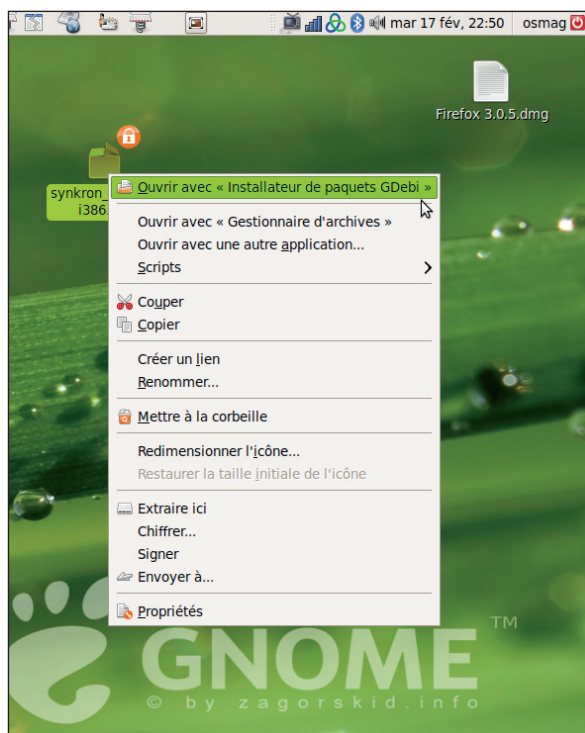 mar 17 fév, 22:50
osmag
Firefox 3.0.5.dmg
synkron_
i386
Ouvrir avec « Installateur de paquets GDebi »
Ouvrir avec « Gestionnaire d'archives »
Ouvrir avec une autre application...
Scripts
Couper
Copier
Créer un lien
Renommer...
Mettre à la corbeille
Redimensionner l'icône...
Restaurer la taille initiale de l'icône
Extraire ici
Chiffrer...
Signer
Envoyer à...
Propriétés
GNOME™
© by zagorskid.info